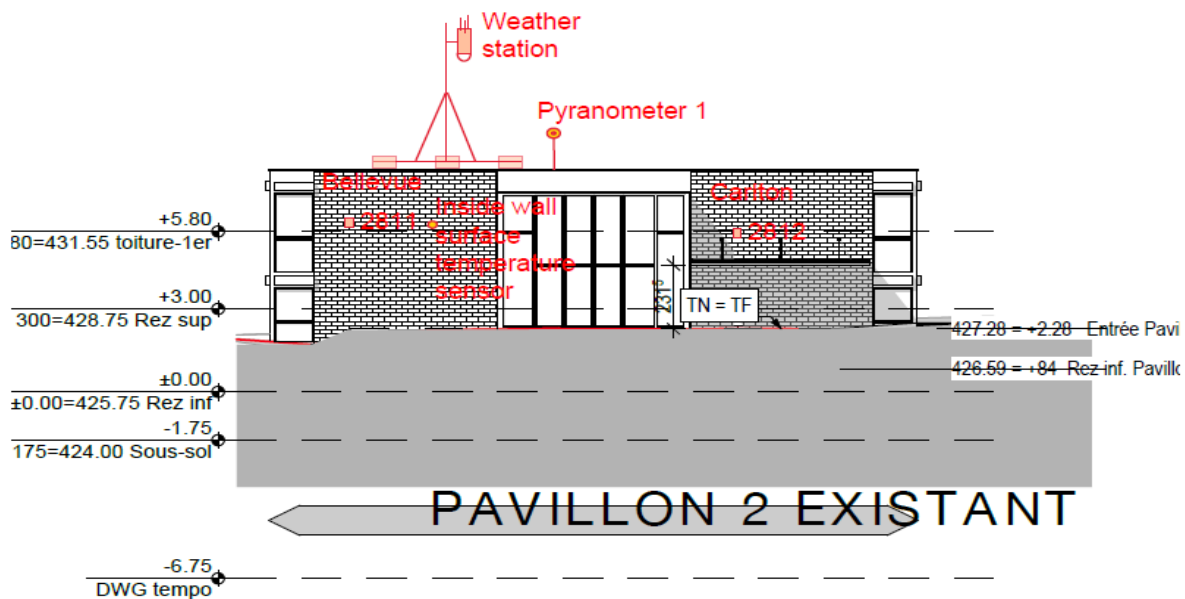 Weather
station
Pyranometer 1
Bellevue
Carlton
2811
Inside wall
surface
temperature
sensor
2812
+5.80
80=431.55 toiture-1er
+3.00
300=428.75 Rez sup
231⁵
TN = TF
427.28 = +2.28 Entrée Pavi
426.59 = +84 Rez inf. Pavillo
±0.00
±0.00=425.75 Rez inf
-1.75
175=424.00 Sous-sol
PAVILLON 2 EXISTANT
-6.75
DWG tempo